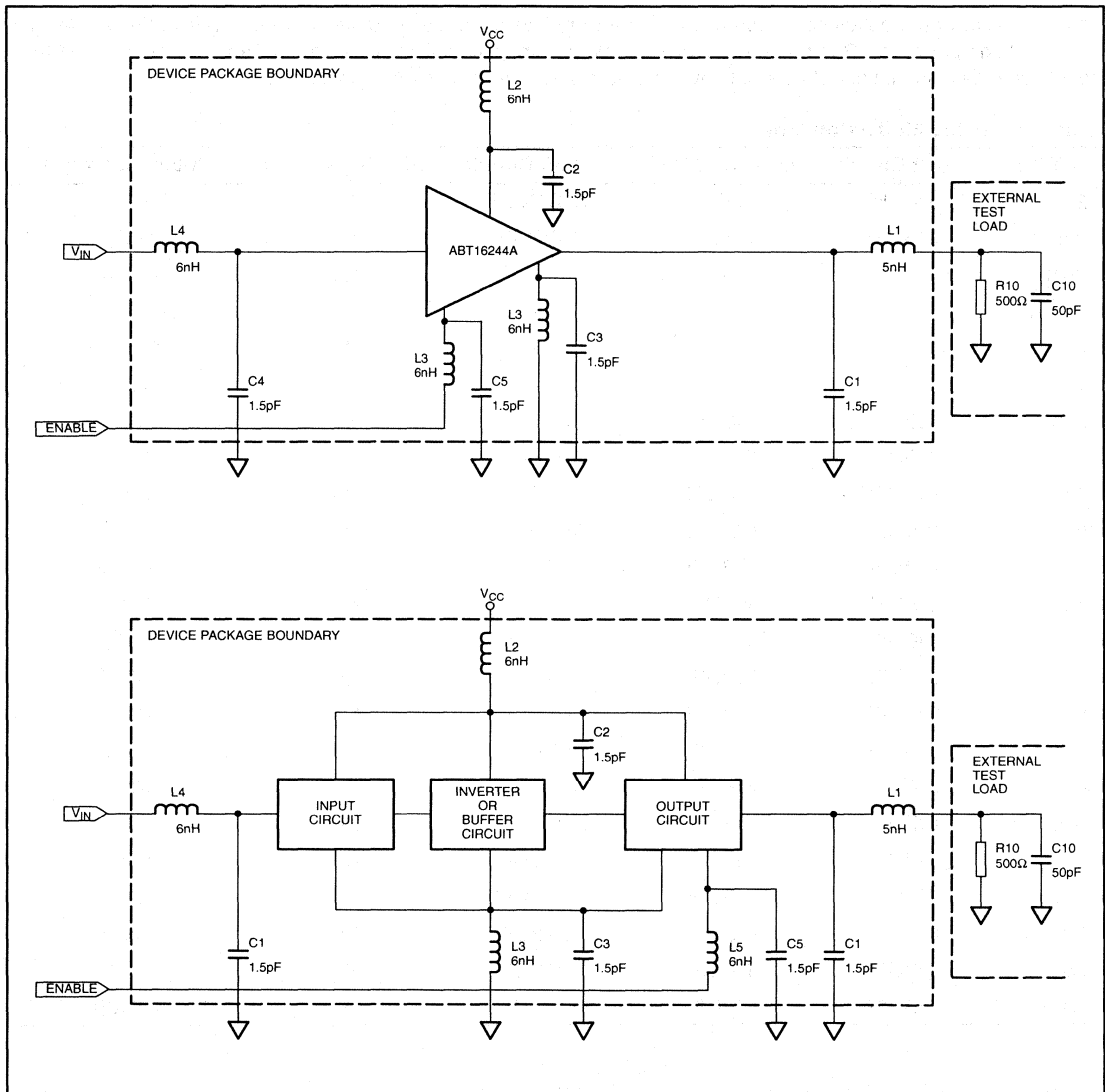 VCC
DEVICE PACKAGE BOUNDARY
L2
6nH
C2
1.5pF
EXTERNAL
TEST
LOAD
L4
6nH
VIN
ABT16244A
L1
5nH
R10
500Ω
C10
50pF
L3
6nH
C3
1.5pF
L3
6nH
C4
1.5pF
C5
1.5pF
C1
1.5pF
ENABLE
VCC
DEVICE PACKAGE BOUNDARY
L2
6nH
C2
1.5pF
EXTERNAL
TEST
LOAD
L4
6nH
VIN
INPUT
CIRCUIT
INVERTER
OR
BUFFER
CIRCUIT
OUTPUT
CIRCUIT
L1
5nH
R10
500Ω
C10
50pF
C1
1.5pF
L3
6nH
C3
1.5pF
L5
6nH
C5
1.5pF
C1
1.5pF
ENABLE